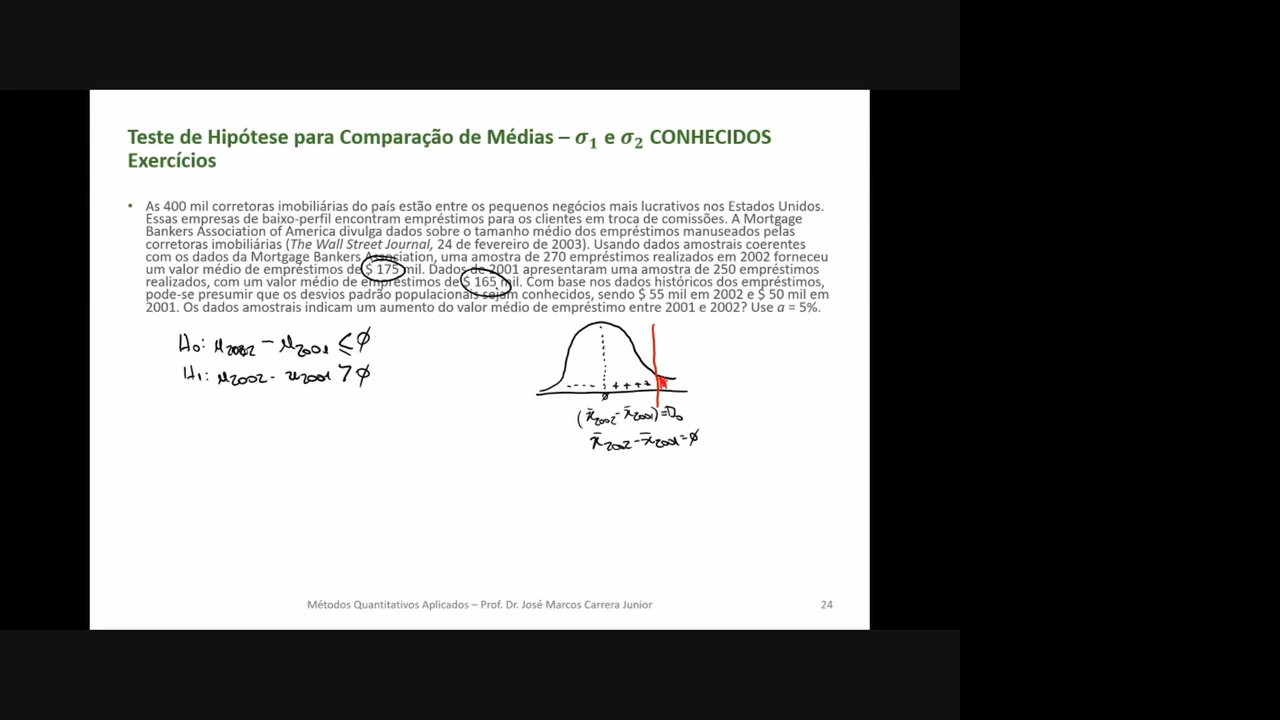 Teste de Hipótese para Comparação de Médias – σ₁ e σ₂ CONHECIDOS
Exercícios
• As 400 mil corretoras imobiliárias do país estão entre os pequenos negócios mais lucrativos nos Estados Unidos.
Essas empresas de baixo-perfil encontram empréstimos para os clientes em troca de comissões. A Mortgage
Bankers Association of America divulga dados sobre o tamanho médio dos empréstimos manuseados pelas
corretoras imobiliárias (The Wall Street Journal, 24 de fevereiro de 2003). Usando dados amostrais coerentes
com os dados da Mortgage Bankers Association, uma amostra de 270 empréstimos realizados em 2002 forneceu
um valor médio de empréstimos de $ 175 mil. Dados de 2001 apresentaram uma amostra de 250 empréstimos
realizados, com um valor médio de empréstimos de $ 165 mil. Com base nos dados históricos dos empréstimos,
pode-se presumir que os desvios padrão populacionais sejam conhecidos, sendo $ 55 mil em 2002 e $ 50 mil em
2001. Os dados amostrais indicam um aumento do valor médio de empréstimo entre 2001 e 2002? Use a = 5%.
H₀: μ₂₀₀₂ - μ₂₀₀₁ ≤ ∅
H₁: μ₂₀₀₂ - μ₂₀₀₁ > ∅
- - - - + + + +
∅
(x̄₂₀₀₂ - x̄₂₀₀₁) = D₀
x̄₂₀₀₂ - x̄₂₀₀₁ = ∅
Métodos Quantitativos Aplicados – Prof. Dr. José Marcos Carrera Junior
24